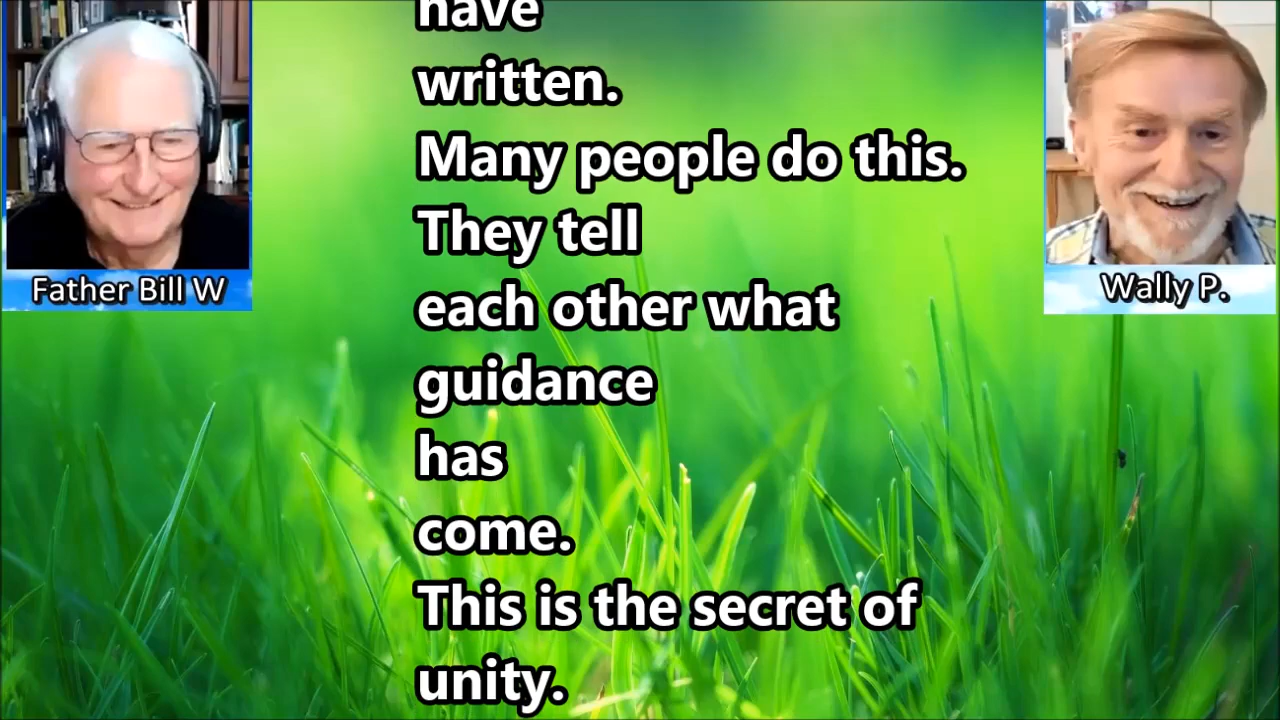 have
written.
Many people do this.
They tell
each other what
guidance
has
come.
This is the secret of
unity.
Father Bill W
Wally P.